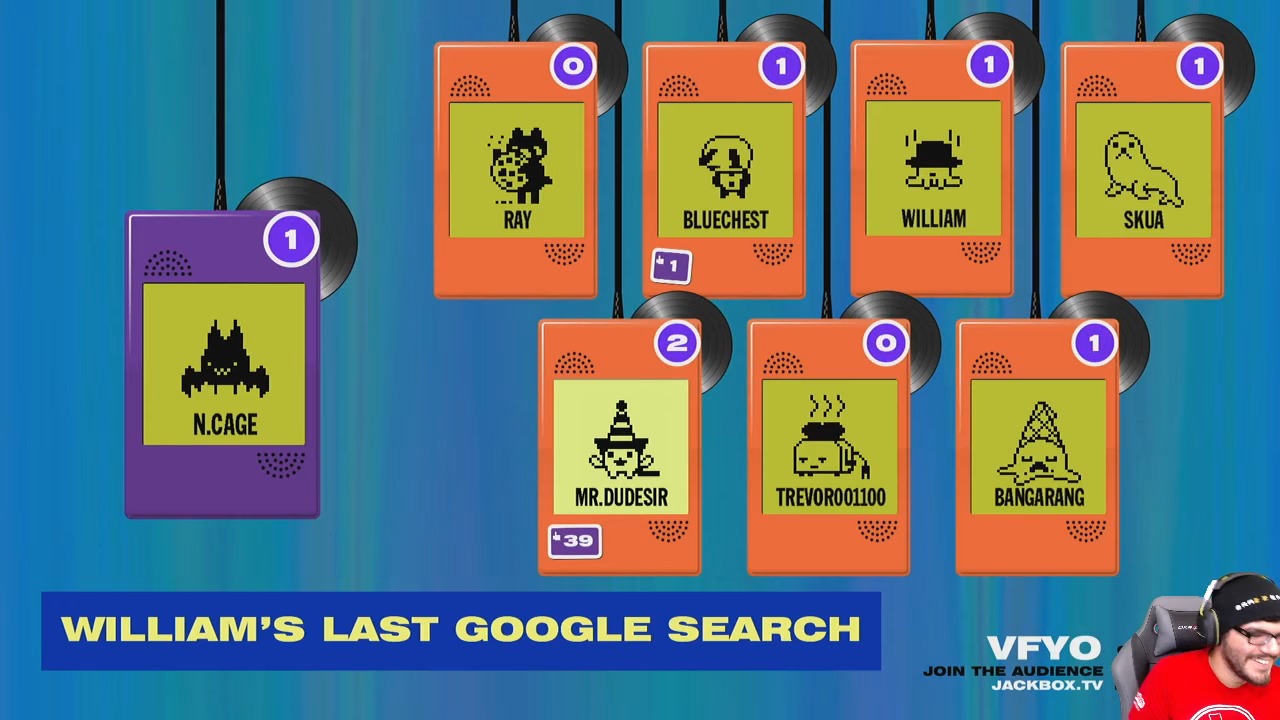 0
1
1
1
RAY
BLUECHEST
WILLIAM
SKUA
1
1
N.CAGE
2
0
1
MR.DUDESIR
TREVOR001100
BANGARANG
39
WILLIAM'S LAST GOOGLE SEARCH
VFYO
JOIN THE AUDIENCE
JACKBOX.TV